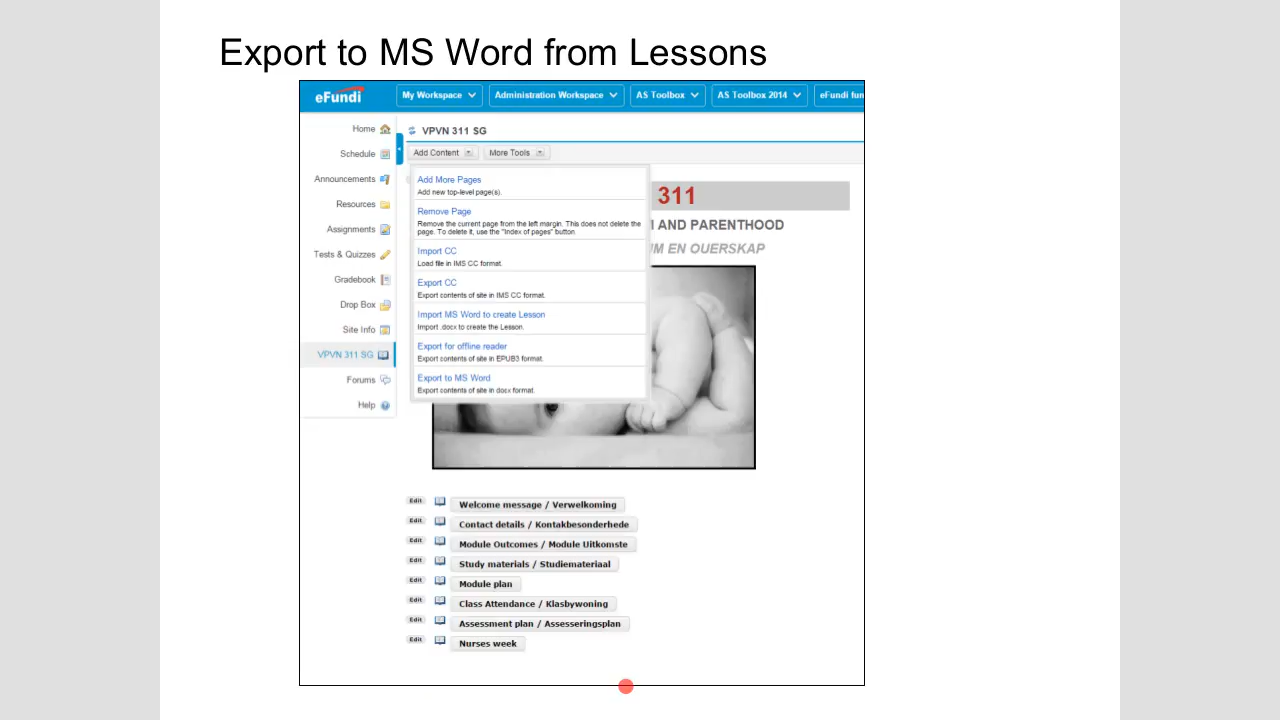 Export to MS Word from Lessons
eFundi
My Workspace
Administration Workspace
AS Toolbox
AS Toolbox 2014
eFundi fun
Home
Schedule
Announcements
Resources
Assignments
Tests & Quizzes
Gradebook
Drop Box
Site Info
VPVN 311 SG
Forums
Help
VPVN 311 SG
Add Content
More Tools
Add More Pages
Add new top-level page(s).
Remove Page
Remove the current page from the left margin. This does not delete the
page. To delete it, use the "Index of pages" button.
Import CC
Load file in IMS CC format.
Export CC
Export contents of site in IMS CC format.
Import MS Word to create Lesson
Import .docx to create the Lesson.
Export for offline reader
Export contents of site in EPUB3 format.
Export to MS Word
Export contents of site in docx format.
311
AND PARENTHOOD
M EN OUERSKAP
Edit Welcome message / Verwelkoming
Edit Contact details / Kontakbesonderhede
Edit Module Outcomes / Module Uitkomste
Edit Study materials / Studiemateriaal
Edit Module plan
Edit Class Attendance / Klasbywoning
Edit Assessment plan / Assesseringsplan
Edit Nurses week